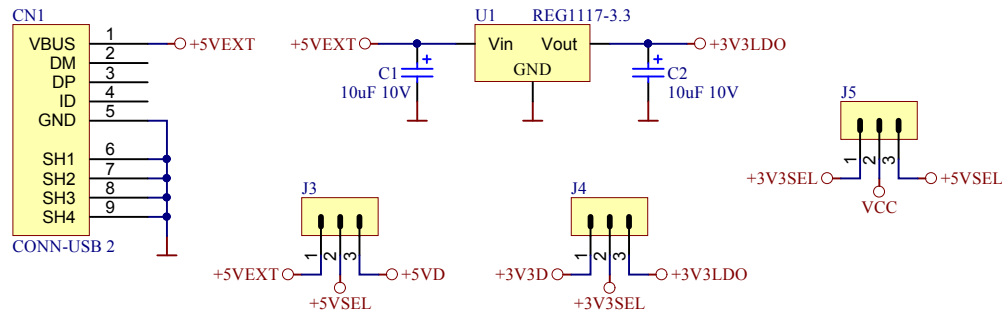 CN1
VBUS 1 +5VEXT
DM 2
DP 3
ID 4
GND 5
SH1 6
SH2 7
SH3 8
SH4 9
CONN-USB 2
U1 REG1117-3.3
+5VEXT Vin Vout +3V3LDO
GND
+ C1
10uF 10V
+ C2
10uF 10V
J3
1 2 3
+5VEXT +5VD
+5VSEL
J4
1 2 3
+3V3D +3V3LDO
+3V3SEL
J5
1 2 3
+3V3SEL +5VSEL
VCC